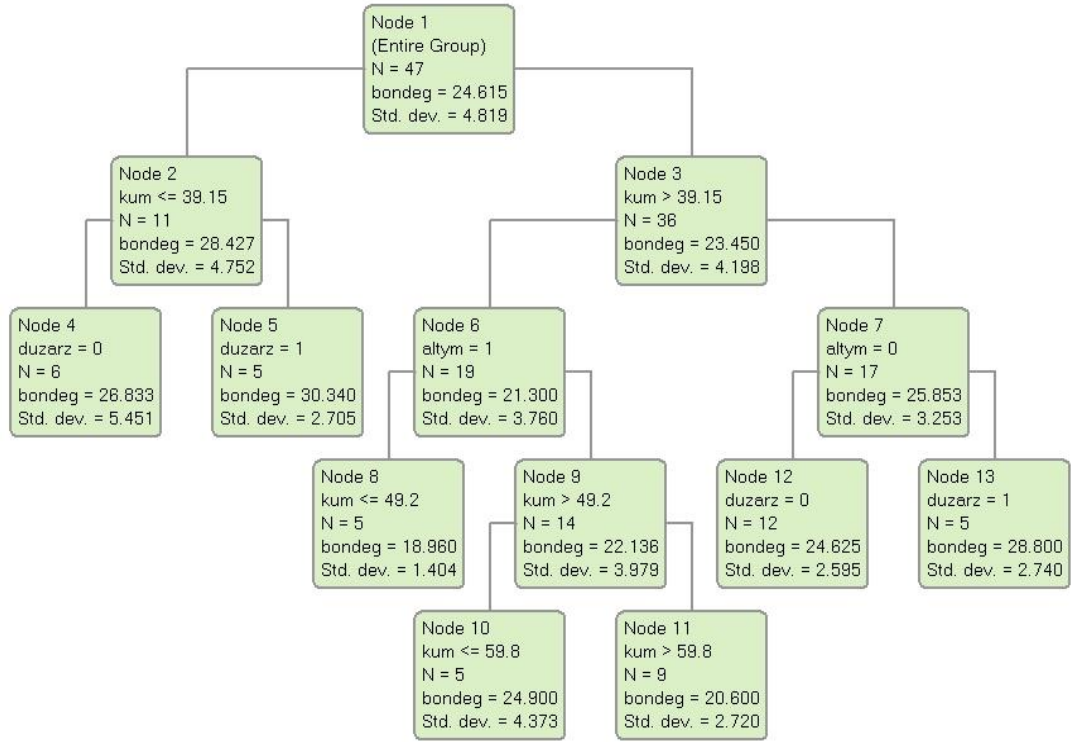 Node 1
(Entire Group)
N = 47
bondeg = 24.615
Std. dev. = 4.819
Node 2
kum <= 39.15
N = 11
bondeg = 28.427
Std. dev. = 4.752
Node 3
kum > 39.15
N = 36
bondeg = 23.450
Std. dev. = 4.198
Node 4
duzarz = 0
N = 6
bondeg = 26.833
Std. dev. = 5.451
Node 5
duzarz = 1
N = 5
bondeg = 30.340
Std. dev. = 2.705
Node 6
altym = 1
N = 19
bondeg = 21.300
Std. dev. = 3.760
Node 7
altym = 0
N = 17
bondeg = 25.853
Std. dev. = 3.253
Node 8
kum <= 49.2
N = 5
bondeg = 18.960
Std. dev. = 1.404
Node 9
kum > 49.2
N = 14
bondeg = 22.136
Std. dev. = 3.979
Node 12
duzarz = 0
N = 12
bondeg = 24.625
Std. dev. = 2.595
Node 13
duzarz = 1
N = 5
bondeg = 28.800
Std. dev. = 2.740
Node 10
kum <= 59.8
N = 5
bondeg = 24.900
Std. dev. = 4.373
Node 11
kum > 59.8
N = 9
bondeg = 20.600
Std. dev. = 2.720